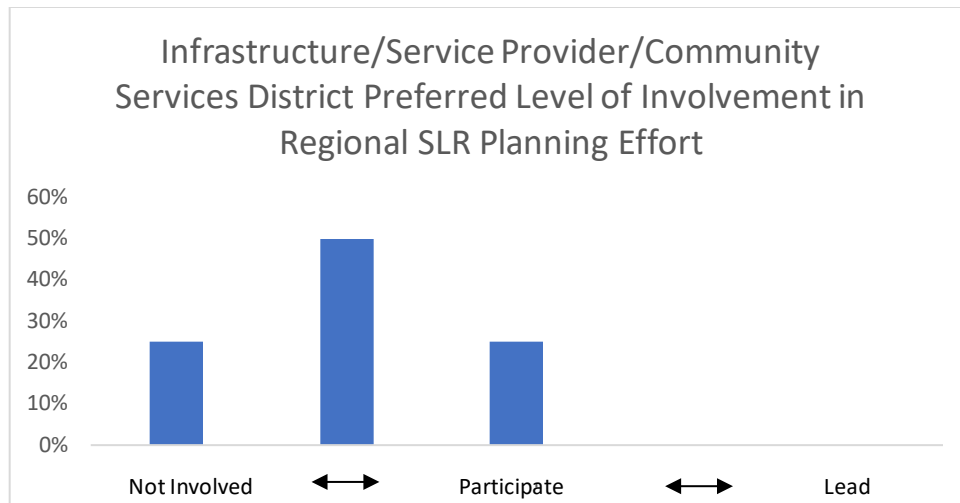 Infrastructure/Service Provider/Community
Services District Preferred Level of Involvement in
Regional SLR Planning Effort
60%
50%
40%
30%
20%
10%
0%
Not Involved Participate Lead